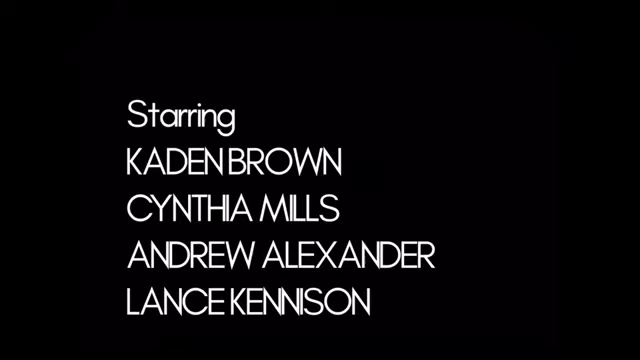 Starring
KADEN BROWN
CYNTHIA MILLS
ANDREW ALEXANDER
LANCE KENNISON